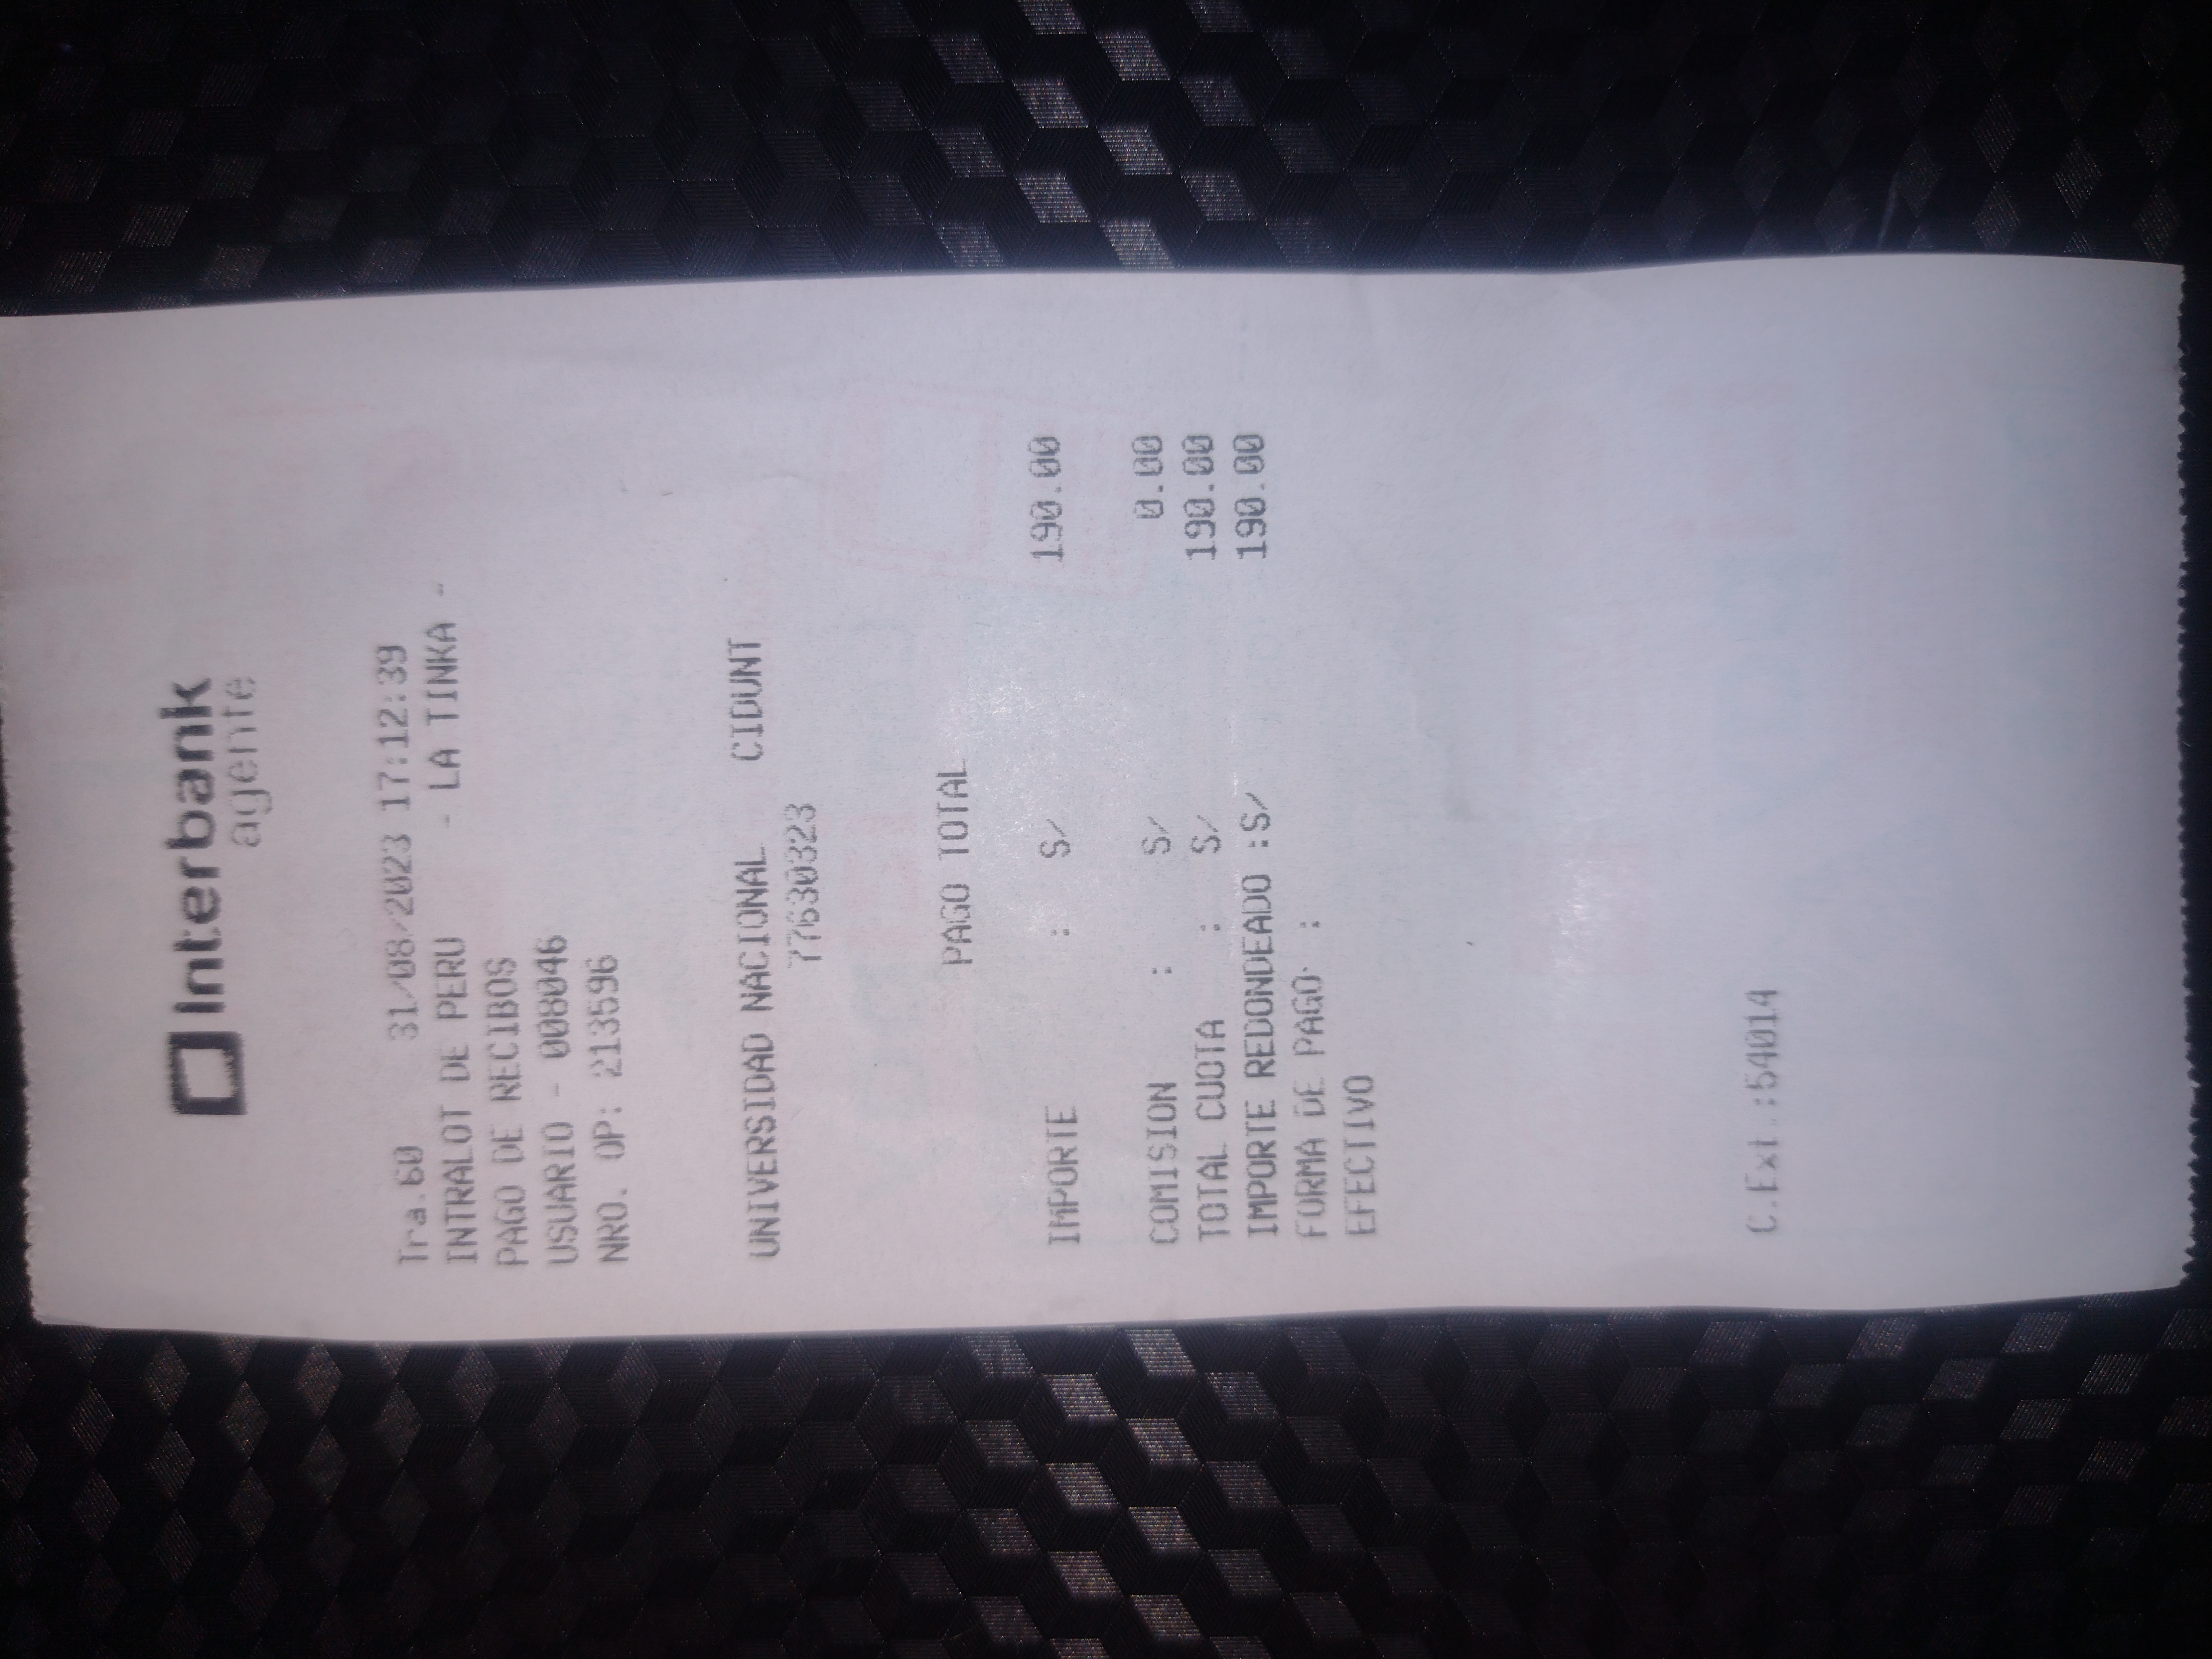 Interbank
agente
Tra.60 31/08/2023 17:12:39
INTRALOT DE PERU - LA TINKA -
PAGO DE RECIBOS
USUARIO - 008046
NRO. OP: 213596
UNIVERSIDAD NACIONAL CIDUNT
77630323
PAGO TOTAL
IMPORTE : S/ 190.00
COMISION : S/ 0.00
TOTAL CUOTA : S/ 190.00
IMPORTE REDONDEADO :S/ 190.00
FORMA DE PAGO :
EFECTIVO
C.Ext.:54014